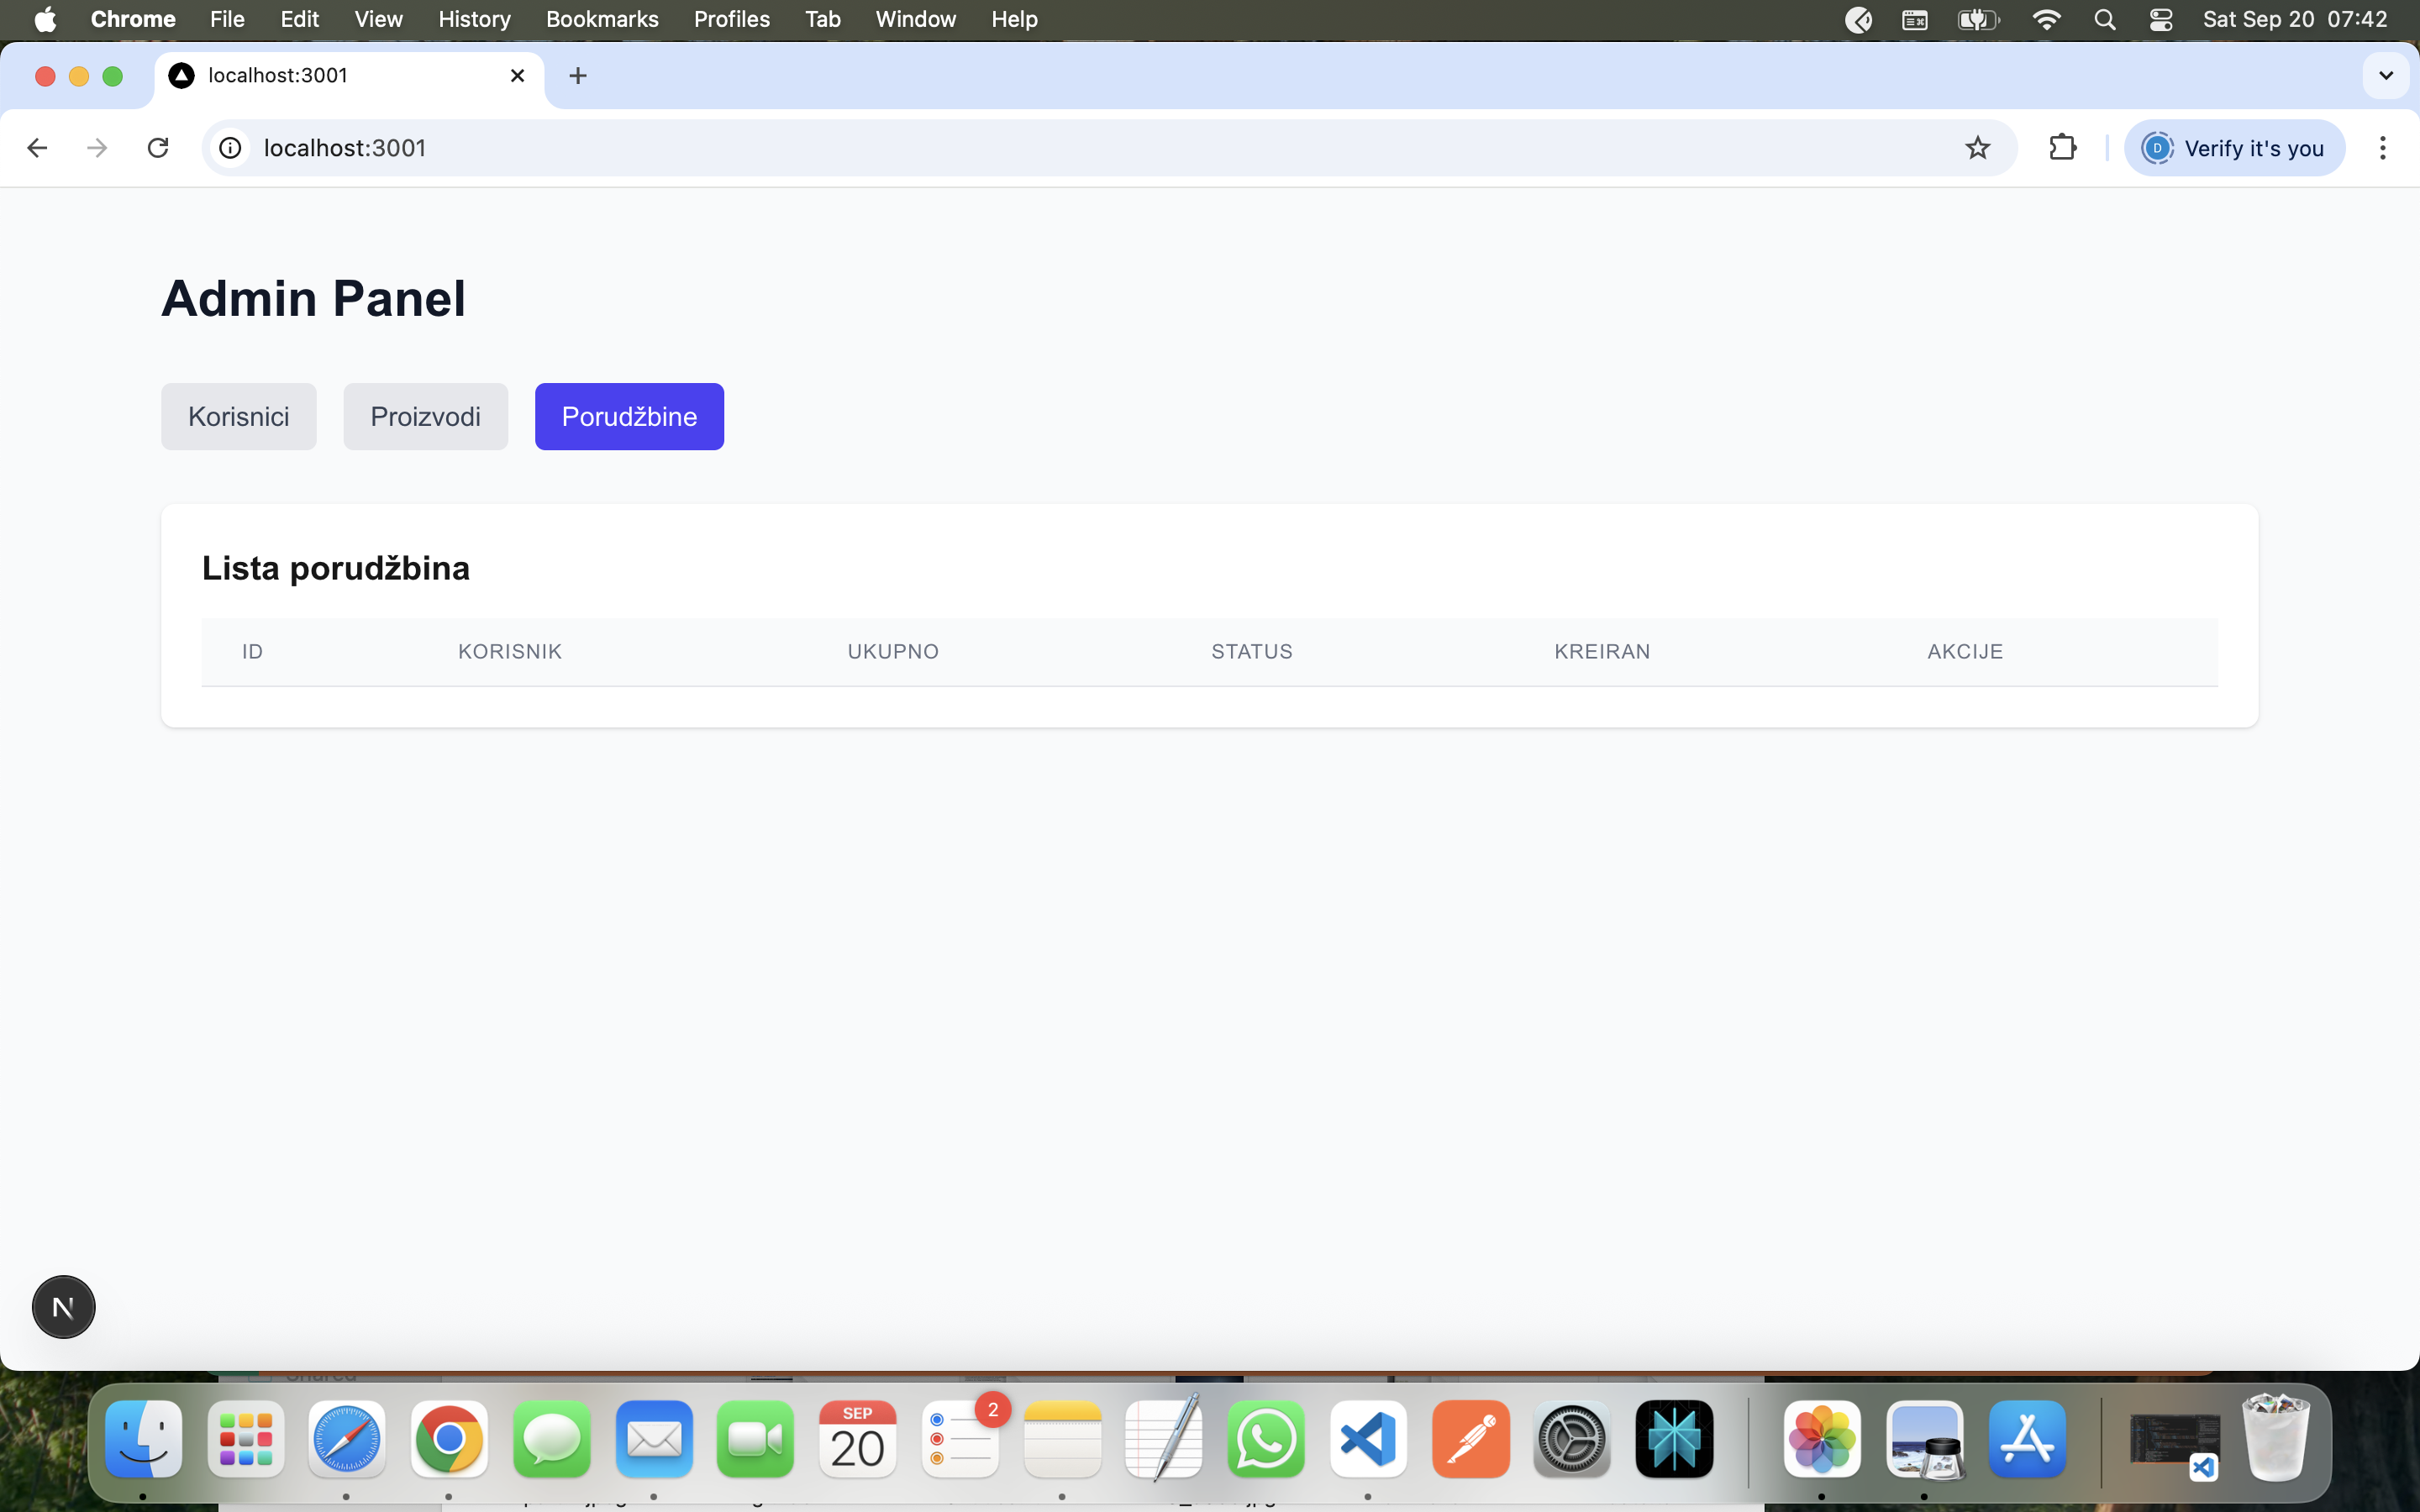 Chrome File Edit View History Bookmarks Profiles Tab Window Help Sat Sep 20 07:42
localhost:3001
localhost:3001 D Verify it's you
Admin Panel
Korisnici Proizvodi Porudžbine
Lista porudžbina
ID KORISNIK UKUPNO STATUS KREIRAN AKCIJE
N
SEP
20
2